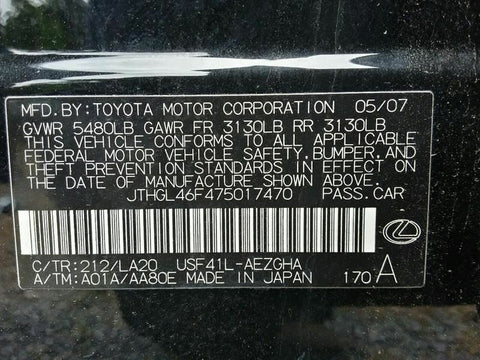 MFD.BY:TOYOTA MOTOR CORPORATION 05/07
GVWR 5480LB GAWR FR 3130LB RR 3130LB
THIS VEHICLE CONFORMS TO ALL APPLICABLE
FEDERAL MOTOR VEHICLE SAFETY,BUMPER,AND
THEFT PREVENTION STANDARDS IN EFFECT ON
THE DATE OF MANUFACTURE SHOWN ABOVE.
JTHGL46F475017470 PASS.CAR
C/TR:212/LA20 USF41L-AEZGHA
A/TM:A01A/AA80E MADE IN JAPAN 170 A